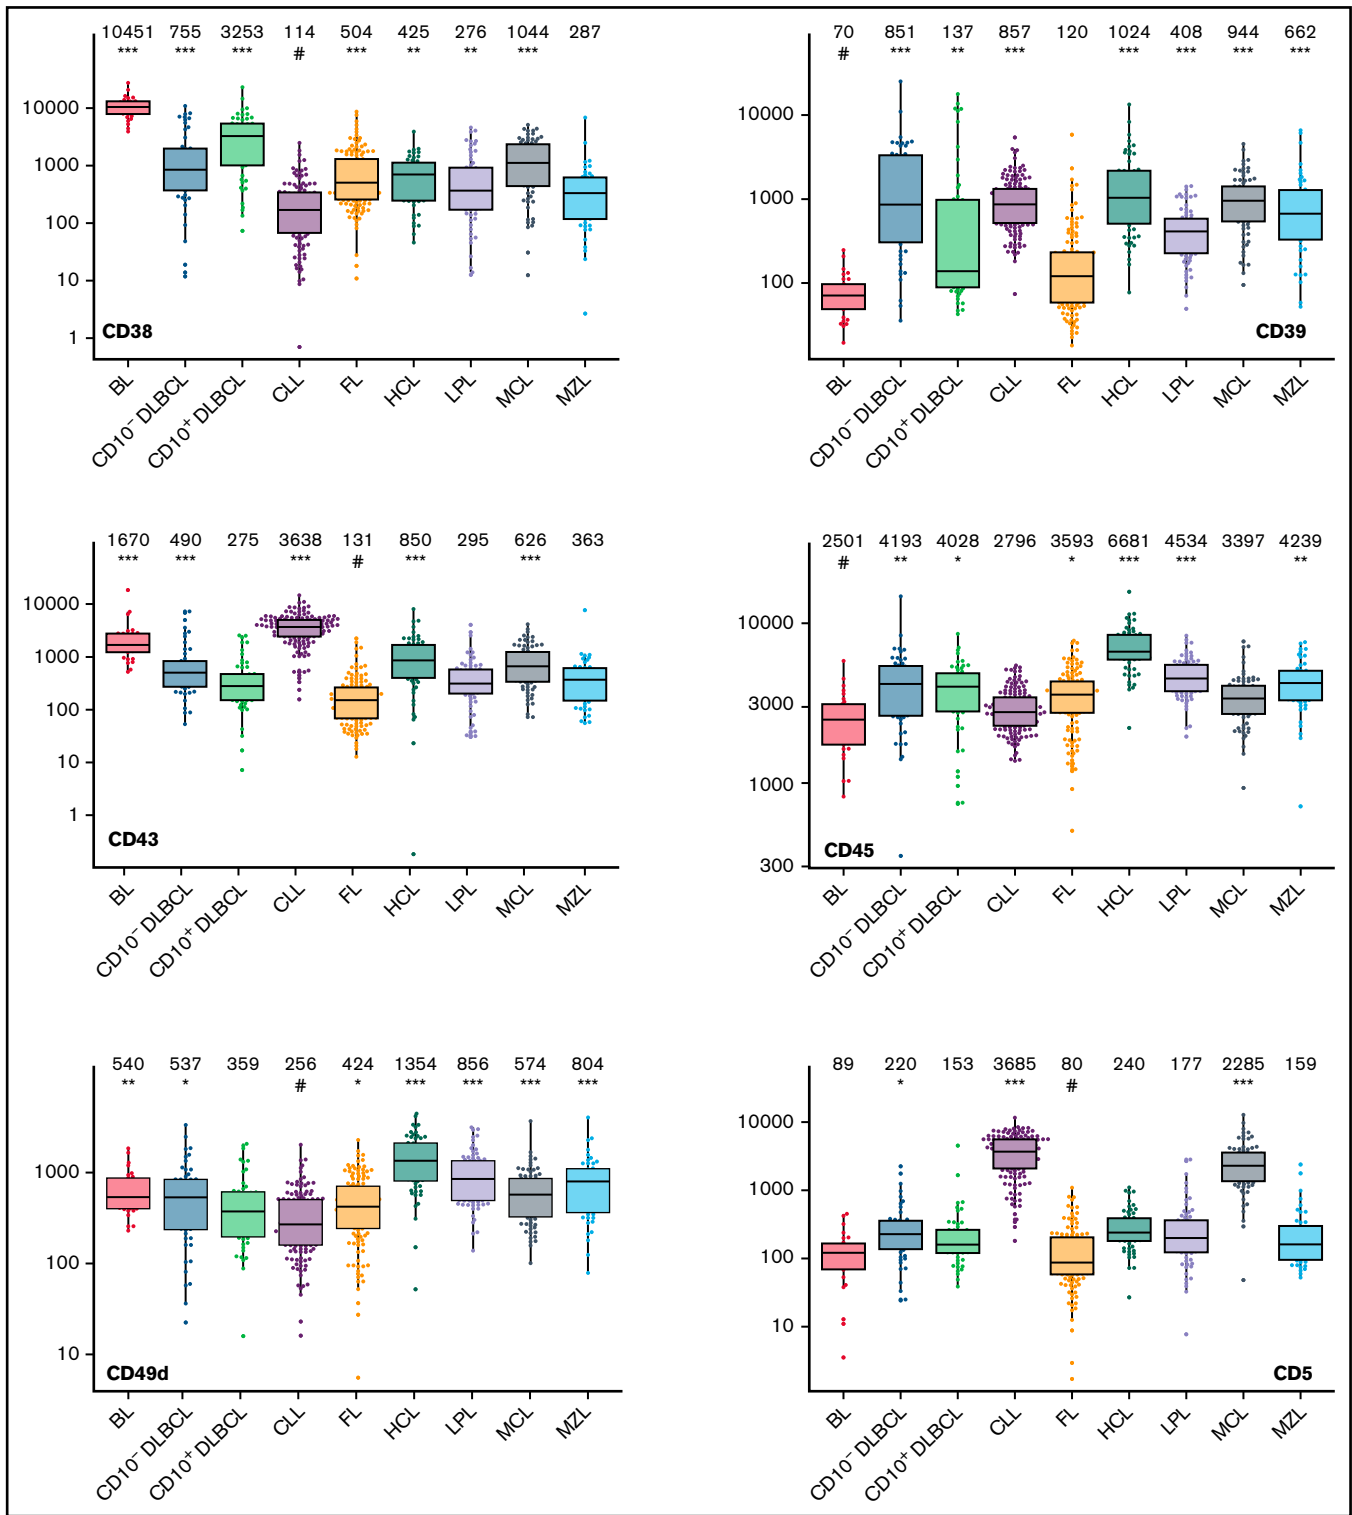 10451 755 3253 114 504 425 276 1044 287
*** *** *** # *** ** ** ***
10000
1000
100
10
1
CD38
BL CD10⁻ DLBCL CD10⁺ DLBCL CLL FL HCL LPL MCL MZL
70 851 137 857 120 1024 408 944 662
# *** ** *** *** *** *** ***
10000
1000
100
CD39
BL CD10⁻ DLBCL CD10⁺ DLBCL CLL FL HCL LPL MCL MZL
1670 490 275 3638 131 850 295 626 363
*** *** *** # *** ***
10000
1000
100
10
1
CD43
BL CD10⁻ DLBCL CD10⁺ DLBCL CLL FL HCL LPL MCL MZL
2501 4193 4028 2796 3593 6681 4534 3397 4239
# ** * * *** *** **
10000
3000
1000
300
CD45
BL CD10⁻ DLBCL CD10⁺ DLBCL CLL FL HCL LPL MCL MZL
540 537 359 256 424 1354 856 574 804
** * # * *** *** *** ***
1000
100
10
CD49d
BL CD10⁻ DLBCL CD10⁺ DLBCL CLL FL HCL LPL MCL MZL
89 220 153 3685 80 240 177 2285 159
* *** # ***
10000
1000
100
10
CD5
BL CD10⁻ DLBCL CD10⁺ DLBCL CLL FL HCL LPL MCL MZL